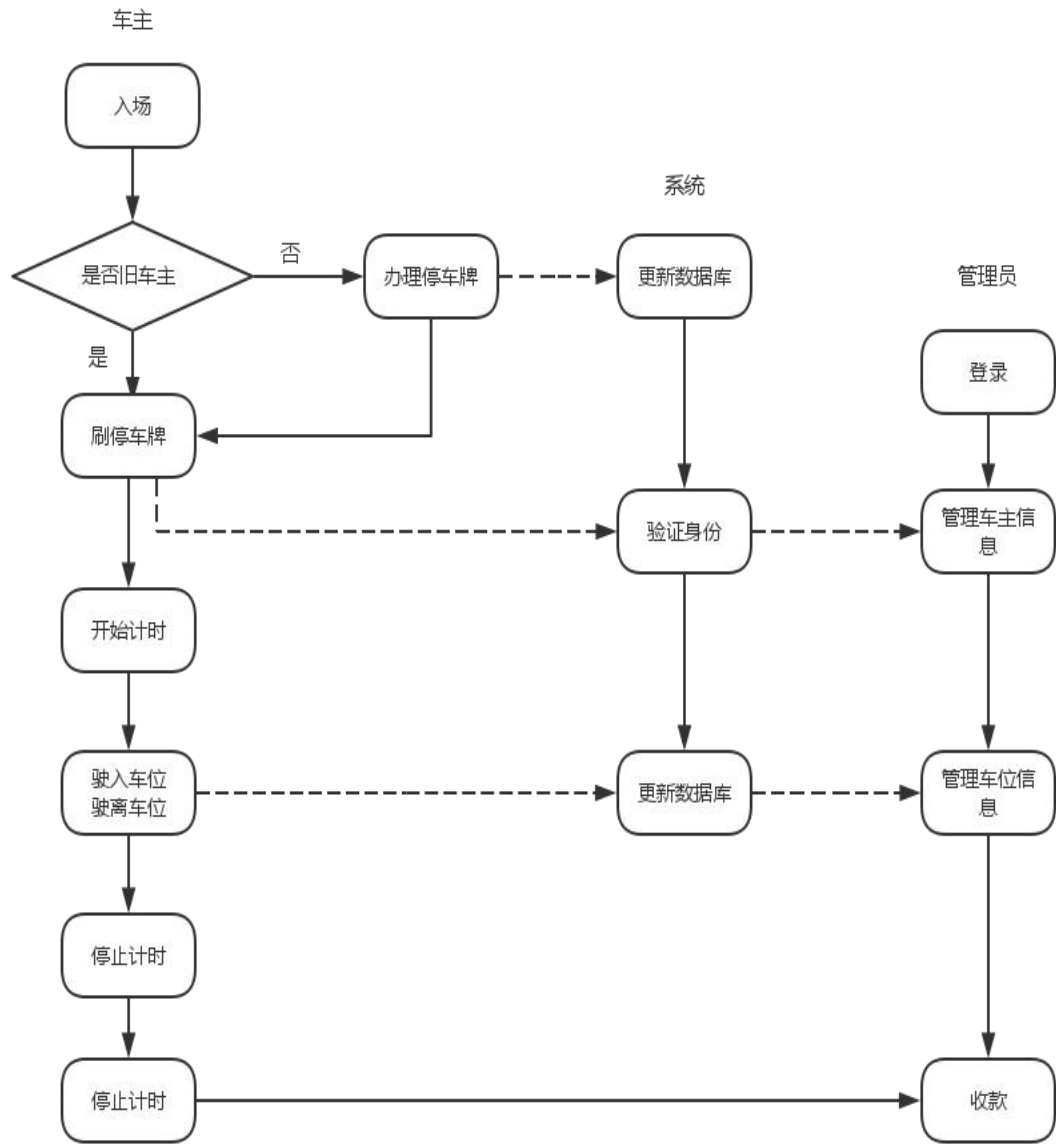 车主
入场
系统
否
是否旧车主
办理停车牌
更新数据库
管理员
是
登录
刷停车牌
验证身份
管理车主信
息
开始计时
驶入车位
驶离车位
更新数据库
管理车位信
息
停止计时
停止计时
收款